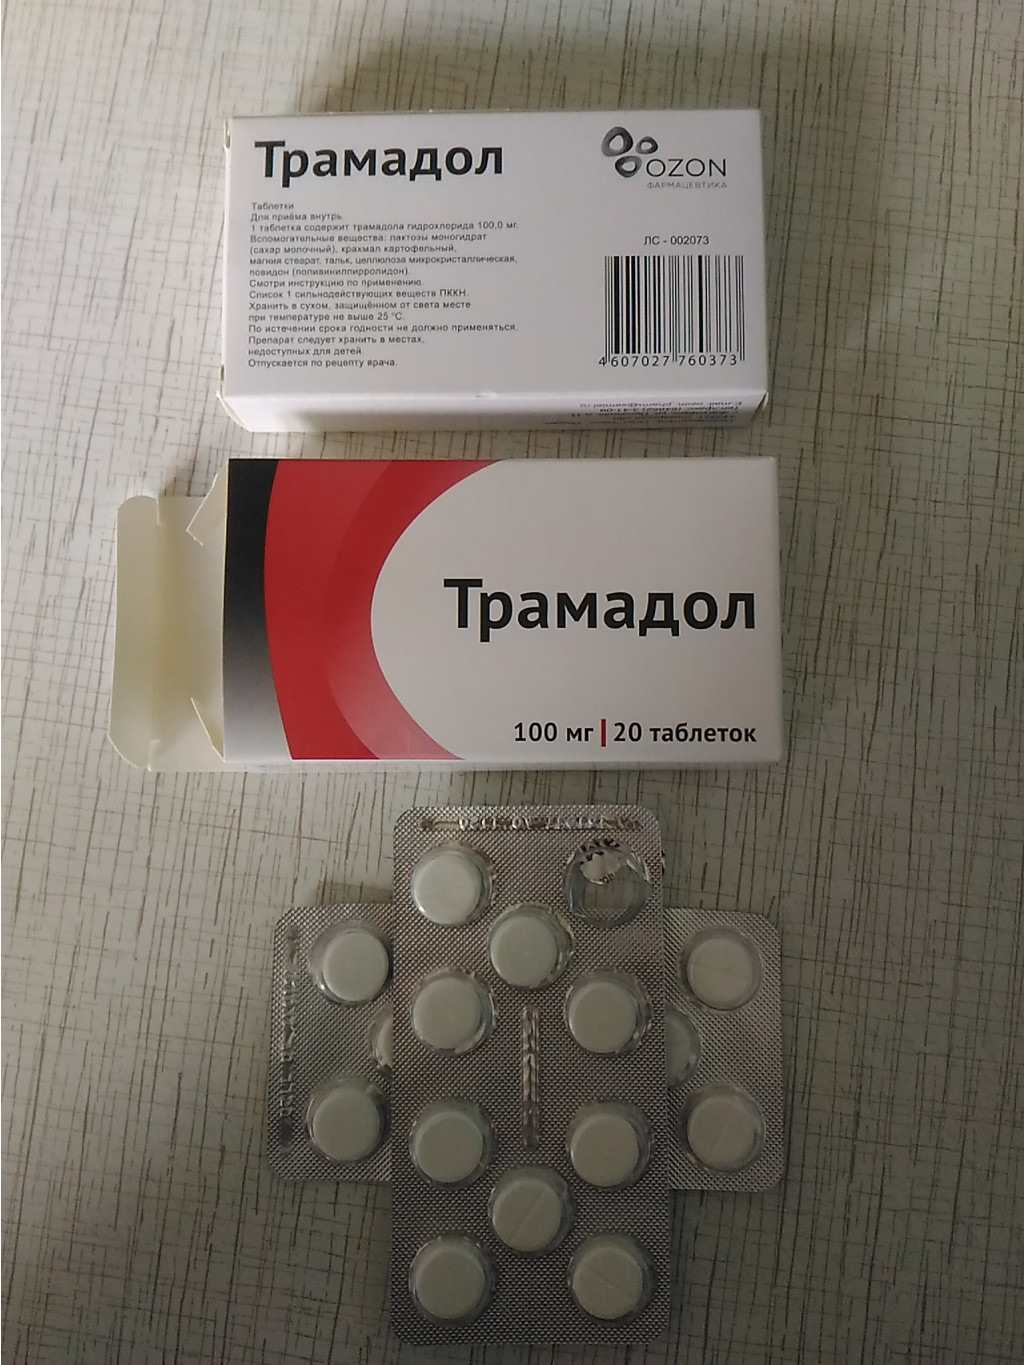 Трамадол
OZON
ФАРМАЦЕВТИКА
Таблетки
Для приёма внутрь.
1 таблетка содержит трамадола гидрохлорида 100,0 мг.
Вспомогательные вещества: лактозы моногидрат
(сахар молочный), крахмал картофельный,
магния стеарат, тальк, целлюлоза микрокристаллическая,
повидон (поливинилпирролидон).
Смотри инструкцию по применению.
Список 1 сильнодействующих веществ ПККН.
Хранить в сухом, защищённом от света месте
при температуре не выше 25 °C.
По истечении срока годности не должно применяться.
Препарат следует хранить в местах,
недоступных для детей.
Отпускается по рецепту врача.
ЛС - 002073
4 607027 760373
Трамадол
100 мг | 20 таблеток